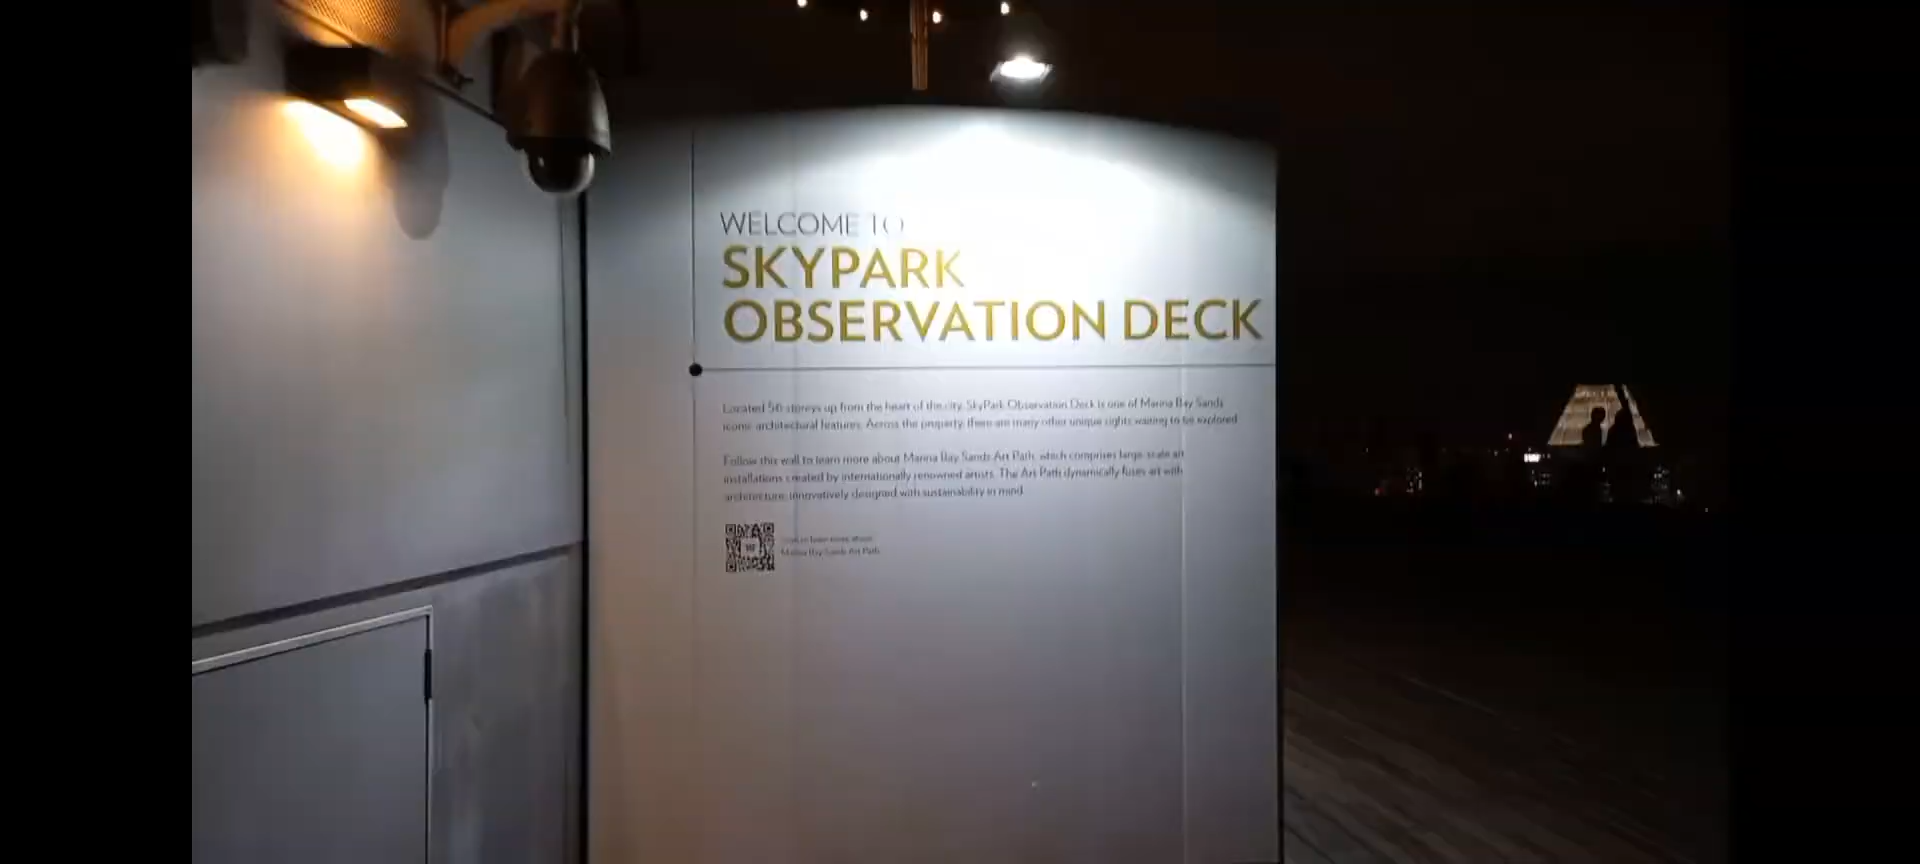 WELCOME TO
SKYPARK
OBSERVATION DECK
Located 56 storeys up from the heart of the city, SkyPark Observation Deck is one of Marina Bay Sands
iconic architectural features. Across the property, there are many other unique sights waiting to be explored
Follow this wall to learn more about Marina Bay Sands Art Path, which comprises large-scale art
installations created by internationally renowned artists. The Art Path dynamically fuses art with
architecture, innovatively designed with sustainability in mind.
to learn more about
Marina Bay Sands Art Path